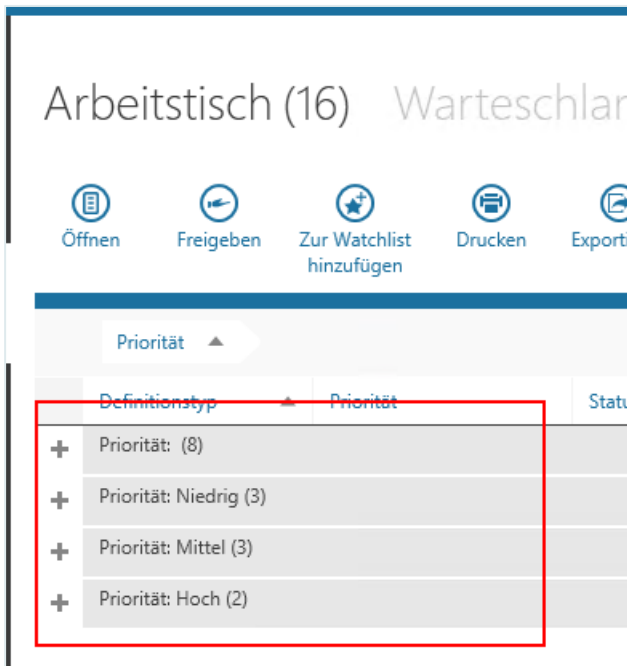 Arbeitstisch (16) Warteschlan
Öffnen Freigeben Zur Watchlist hinzufügen Drucken Exporti
Priorität
Definitionstyp Priorität Statu
Priorität: (8)
Priorität: Niedrig (3)
Priorität: Mittel (3)
Priorität: Hoch (2)